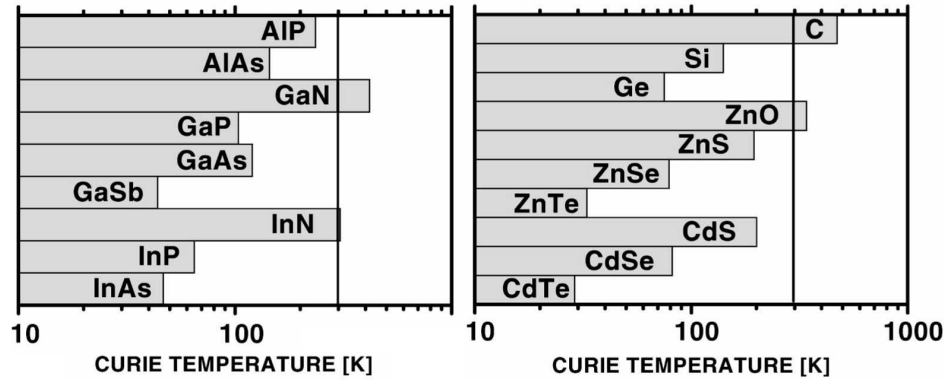 AlP
AlAs
GaN
GaP
GaAs
GaSb
InN
InP
InAs
10 100
CURIE TEMPERATURE [K]
C
Si
Ge
ZnO
ZnS
ZnSe
ZnTe
CdS
CdSe
CdTe
10 100 1000
CURIE TEMPERATURE [K]